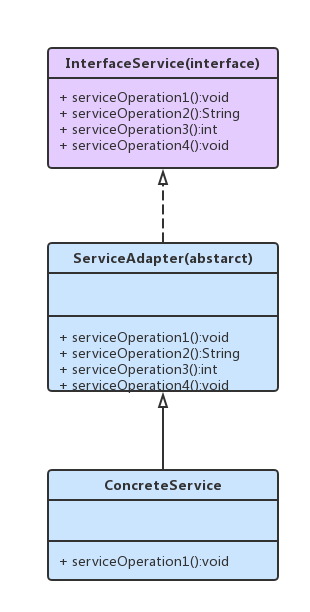 InterfaceService(interface)
+ serviceOperation1():void
+ serviceOperation2():String
+ serviceOperation3():int
+ serviceOperation4():void
ServiceAdapter(abstarct)
+ serviceOperation1():void
+ serviceOperation2():String
+ serviceOperation3():int
+ serviceOperation4():void
ConcreteService
+ serviceOperation1():void